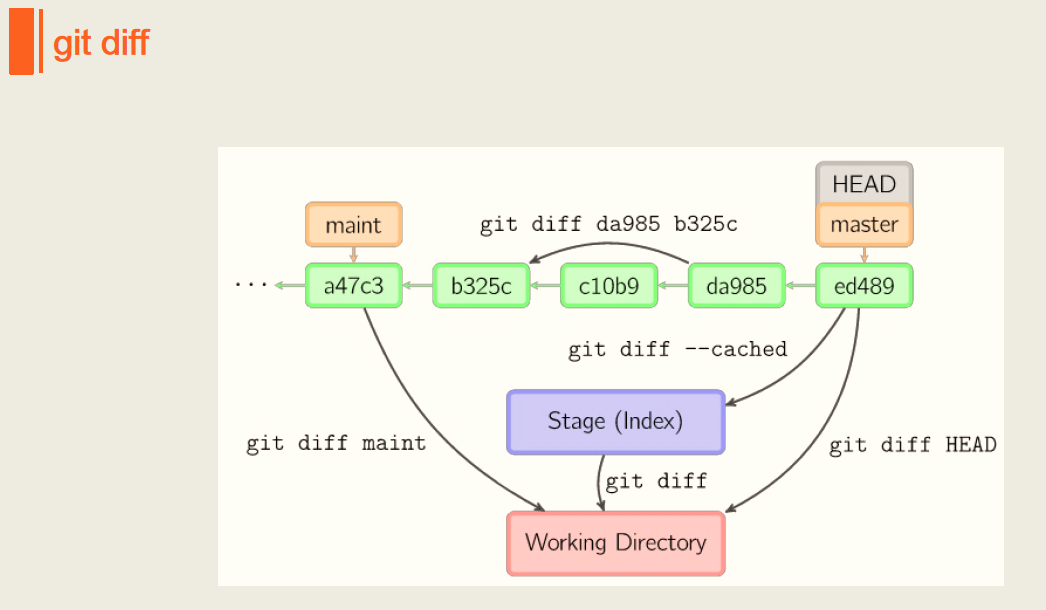 git diff
HEAD
maint
git diff da985 b325c
master
...
a47c3
b325c
c10b9
da985
ed489
git diff --cached
Stage (Index)
git diff maint
git diff HEAD
git diff
Working Directory